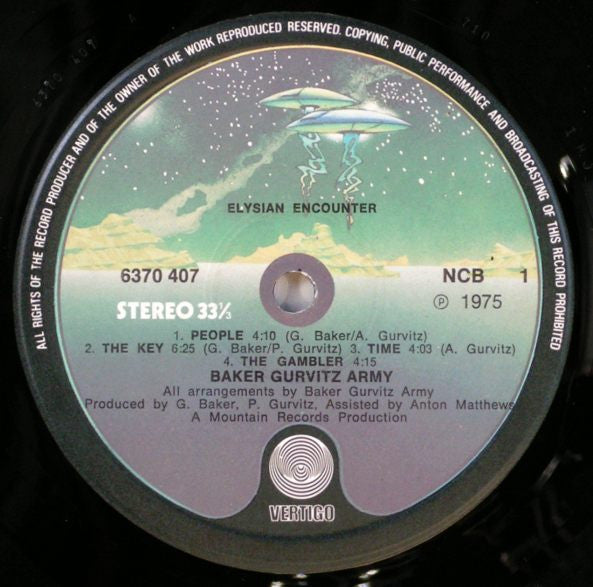 ALL RIGHTS OF THE RECORD PRODUCER AND OF THE OWNER OF THE WORK REPRODUCED RESERVED. COPYING, PUBLIC PERFORMANCE AND BROADCASTING OF THIS RECORD PROHIBITED
ELYSIAN ENCOUNTER
6370 407 NCB 1
STEREO 33⅓ Ⓟ 1975
1. PEOPLE 4:10 (G. Baker/A. Gurvitz)
2. THE KEY 6:25 (G. Baker/P. Gurvitz) 3. TIME 4:03 (A. Gurvitz)
4. THE GAMBLER 4:15
BAKER GURVITZ ARMY
All arrangements by Baker Gurvitz Army
Produced by G. Baker, P. Gurvitz, Assisted by Anton Matthews
A Mountain Records Production
VERTIGO
6370 407